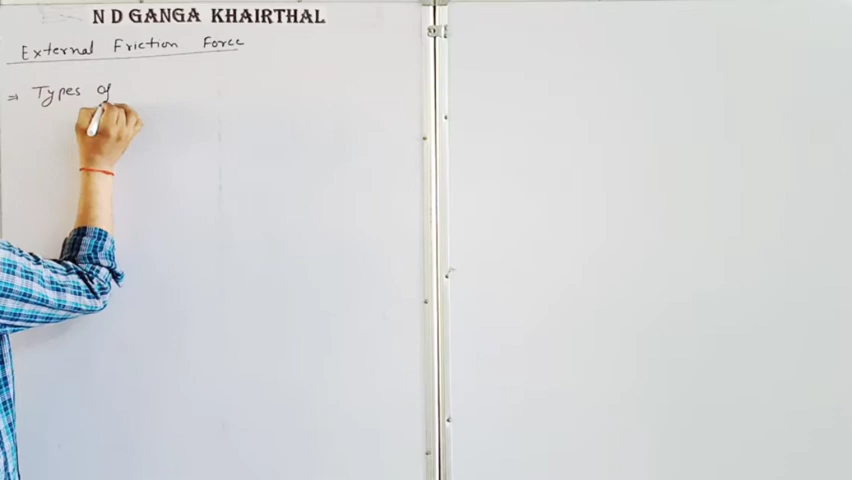 N D GANGA KHAIRTHAL
External Friction Force
⇒ Types of